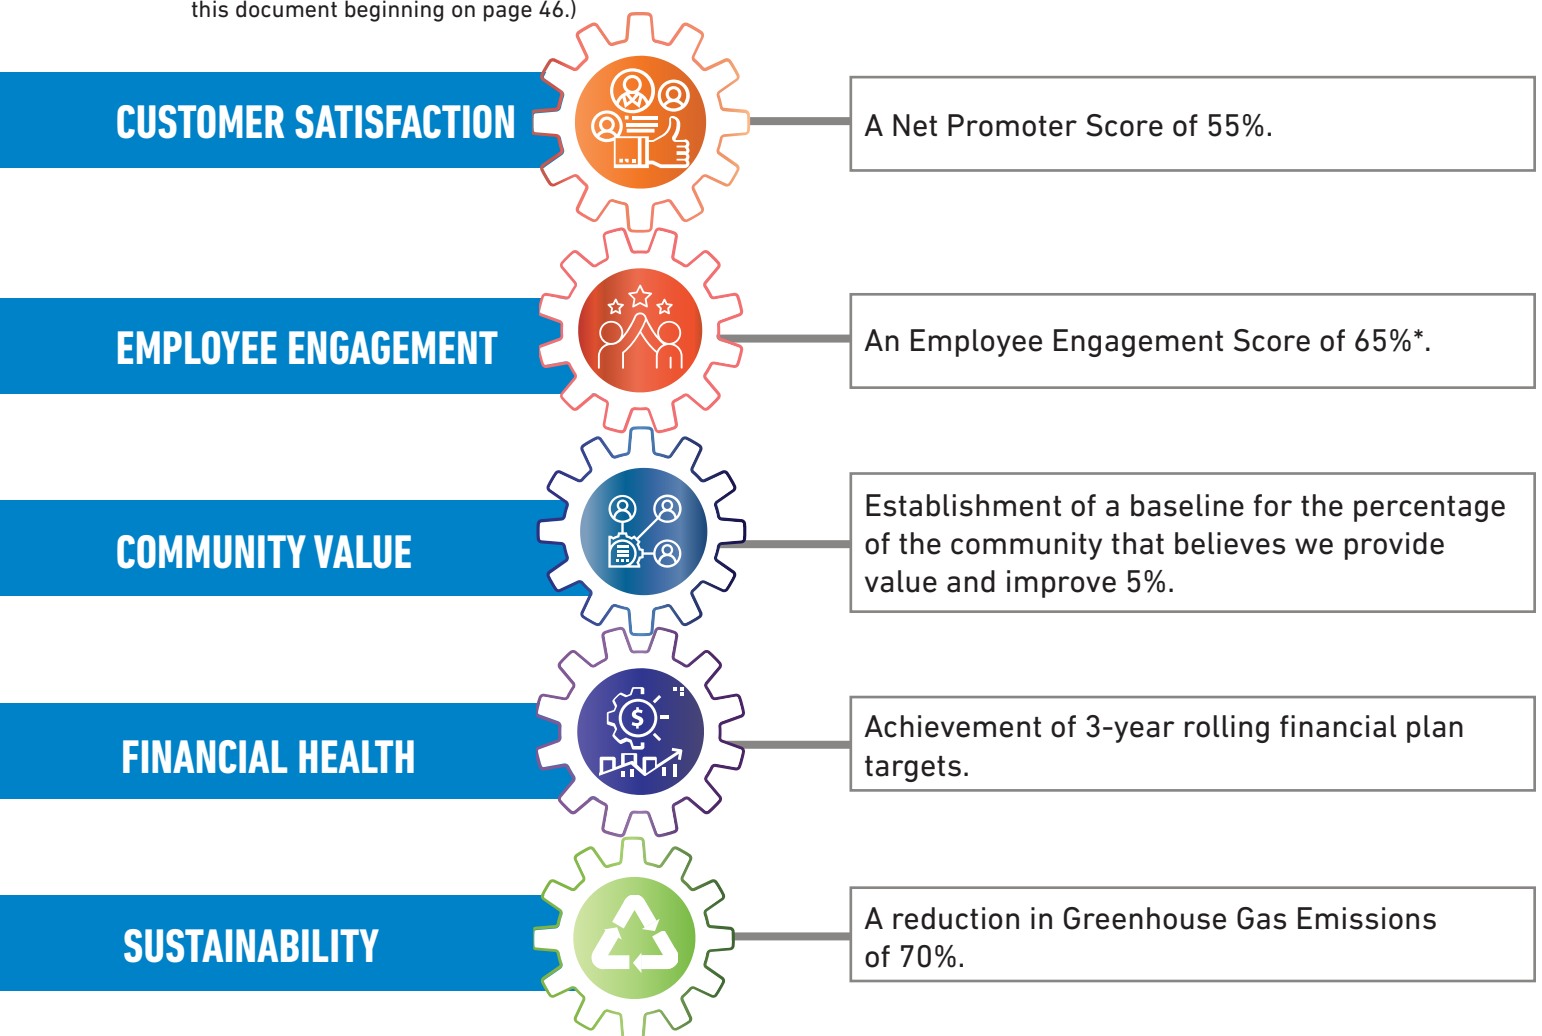 this document beginning on page 46.)
CUSTOMER SATISFACTION
A Net Promoter Score of 55%.
EMPLOYEE ENGAGEMENT
An Employee Engagement Score of 65%*.
COMMUNITY VALUE
Establishment of a baseline for the percentage
of the community that believes we provide
value and improve 5%.
FINANCIAL HEALTH
$
Achievement of 3-year rolling financial plan
targets.
SUSTAINABILITY
A reduction in Greenhouse Gas Emissions
of 70%.